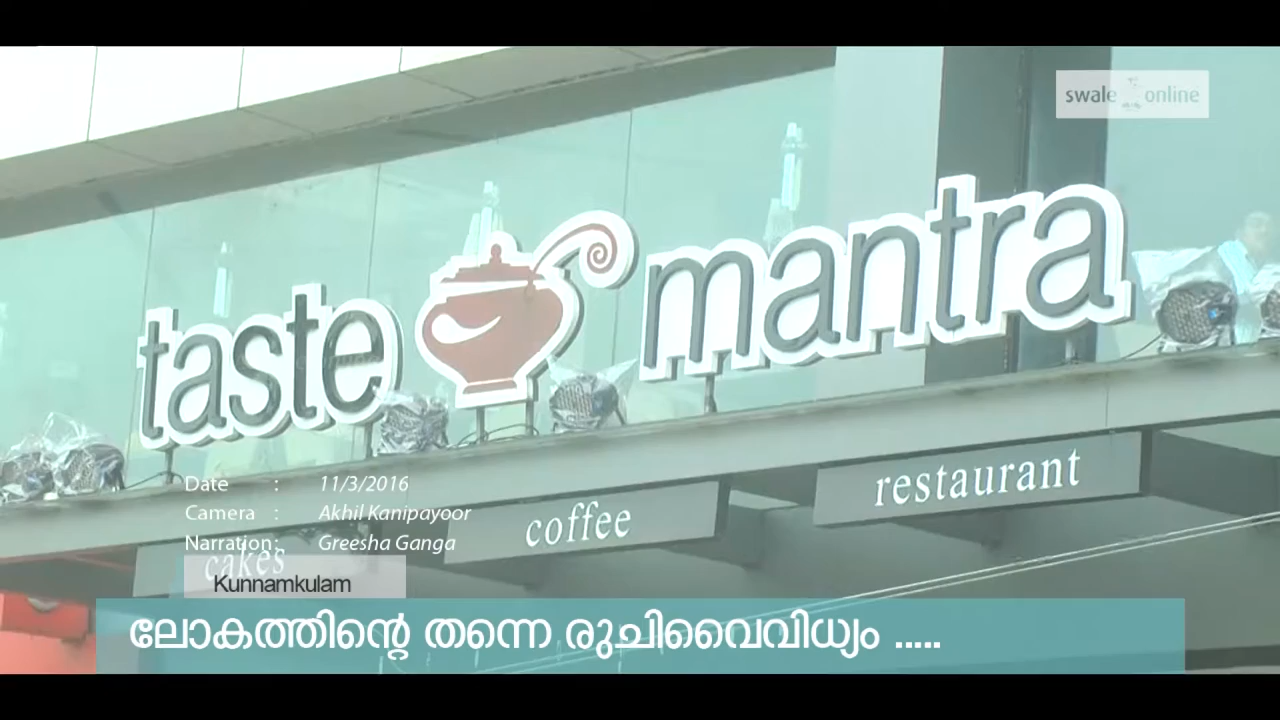 swale online
taste mantra
restaurant
coffee
cakes
Date : 11/3/2016
Camera : Akhil Kanipayoor
Narration: Greesha Ganga
Kunnamkulam
ലോകത്തിന്റെ തന്നെ രുചിവൈവിധ്യം .....